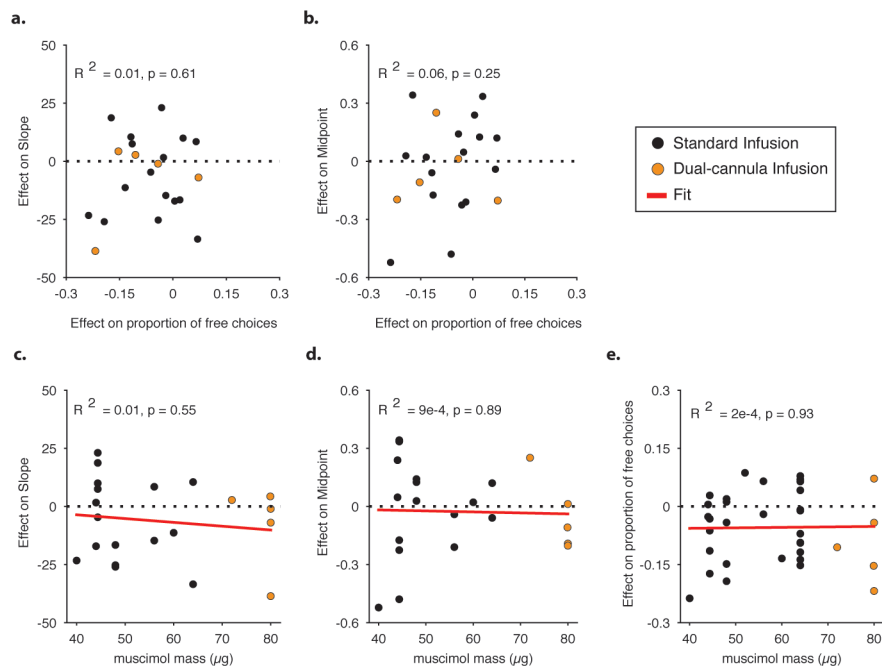 a.
50
25
0
-25
-50
Effect on Slope
R 2 = 0.01, p = 0.61
-0.3 -0.15 0 0.15 0.3
Effect on proportion of free choices
b.
0.6
0.3
0
-0.3
-0.6
Effect on Midpoint
R 2 = 0.06, p = 0.25
-0.3 -0.15 0 0.15 0.3
Effect on proportion of free choices
Standard Infusion
Dual-cannula Infusion
Fit
c.
50
25
0
-25
-50
Effect on Slope
R 2 = 0.01, p = 0.55
40 50 60 70 80
muscimol mass (µg)
d.
0.6
0.3
0
-0.3
-0.6
Effect on Midpoint
R 2 = 9e-4, p = 0.89
40 50 60 70 80
muscimol mass (µg)
e.
0.3
0.15
0
-0.15
-0.3
Effect on proportion of free choices
R 2 = 2e-4, p = 0.93
40 50 60 70 80
muscimol mass (µg)